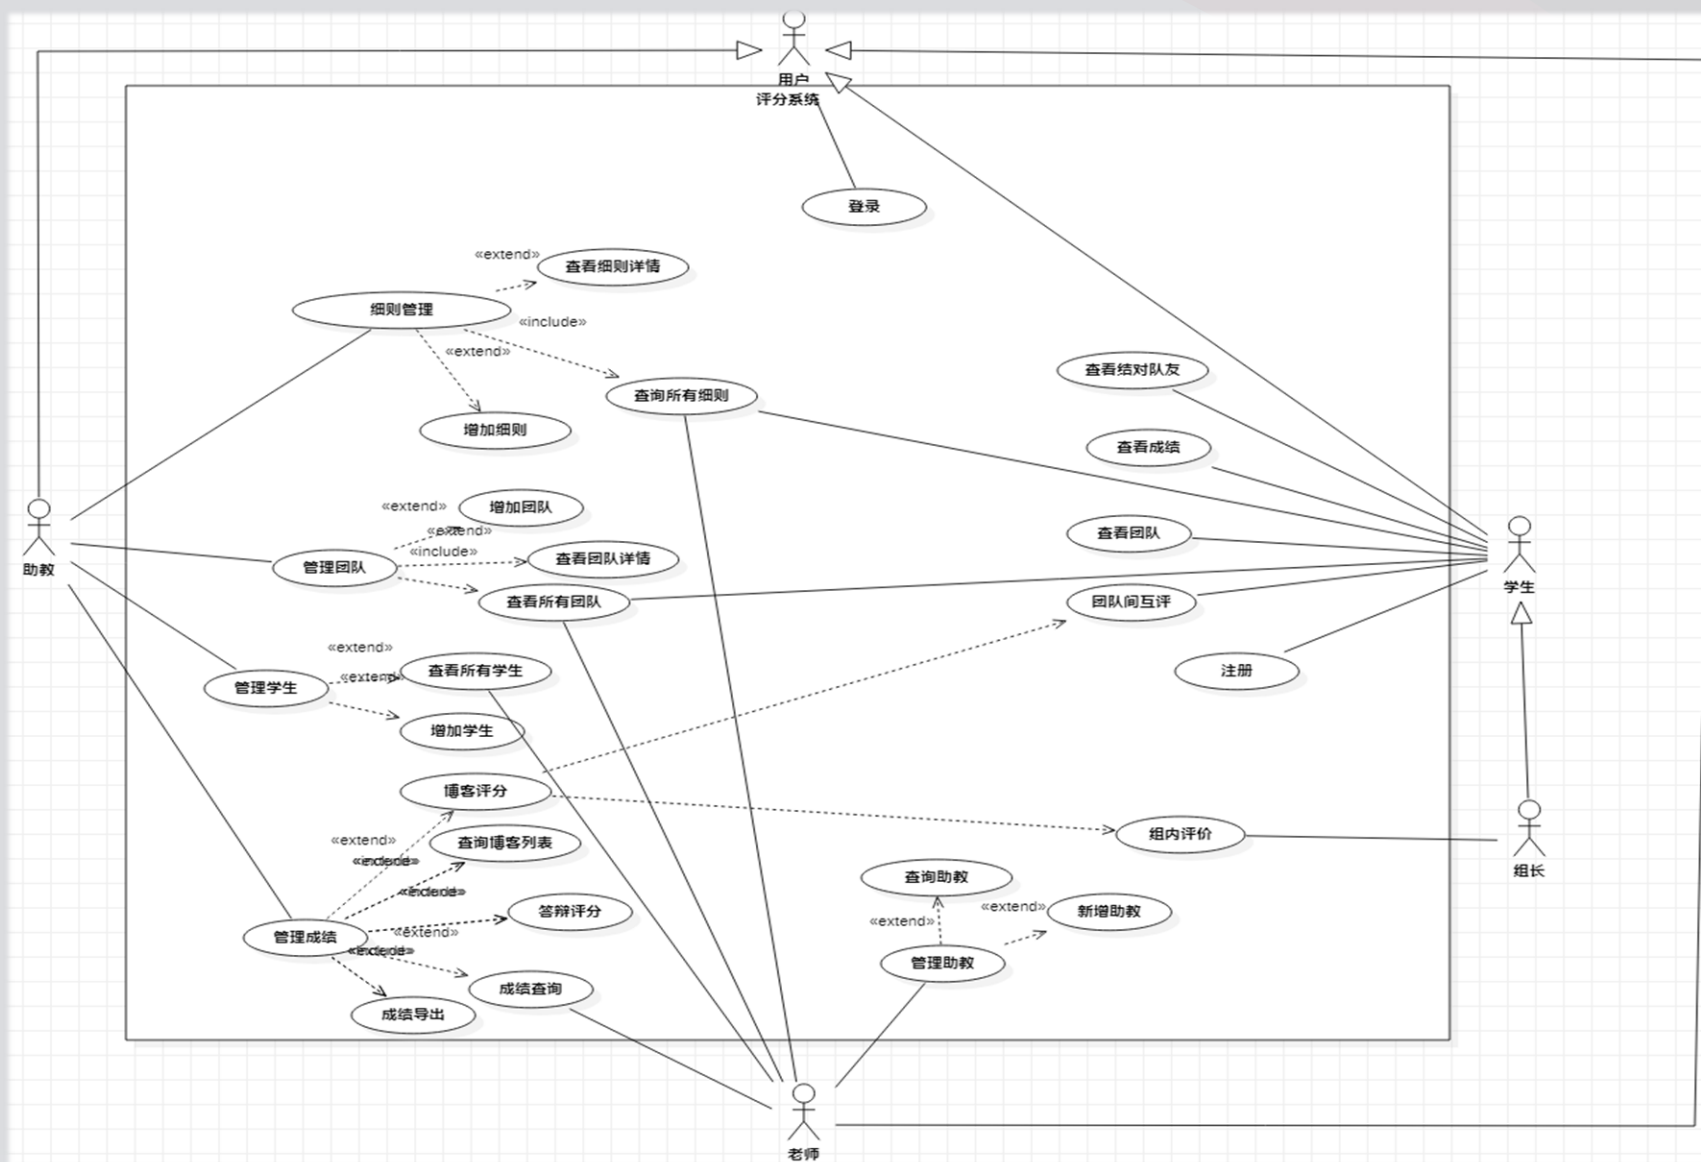 用户
评分系统
登录
«extend»
查看细则详情
细则管理
«include»
«extend»
查看结对队友
查询所有细则
增加细则
查看成绩
«extend»
增加团队
«extend»
查看团队
«include»
查看团队详情
管理团队
助教
学生
查看所有团队
团队间互评
«extend»
查看所有学生
注册
«extend»
管理学生
增加学生
博客评分
«extend»
查询博客列表
组内评价
组长
查询助教
«extend»
新增助教
«extend»
答辩评分
«extend»
管理成绩
管理助教
成绩查询
成绩导出
老师